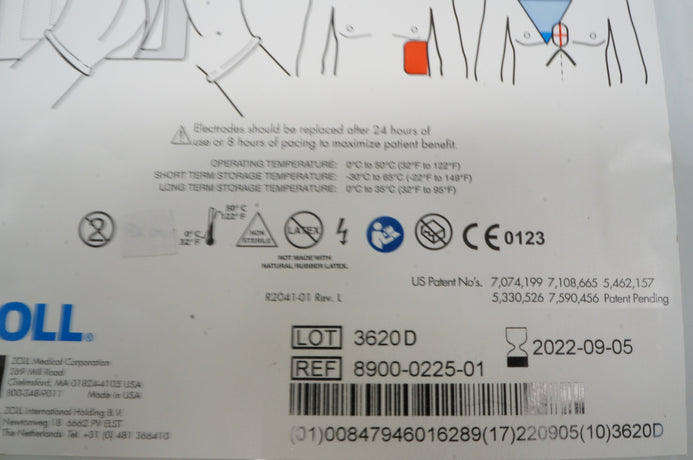 Electrodes should be replaced after 24 hours of
use or 8 hours of pacing to maximize patient benefit.
OPERATING TEMPERATURE: 0°C to 50°C (32°F to 122°F)
SHORT TERM STORAGE TEMPERATURE: -30°C to 65°C (-22°F to 149°F)
LONG TERM STORAGE TEMPERATURE: 0°C to 35°C (32°F to 95°F)
2
50°C
122°F
0°C
32°F
NON
STERILE
LATEX
CE 0123
NOT MADE WITH
NATURAL RUBBER LATEX.
US Patent No's. 7,074,199 7,108,665 5,462,157
5,330,526 7,590,456 Patent Pending
R2041-01 Rev. L
OLL
LOT 3620D
2022-09-05
REF 8900-0225-01
ZOLL Medical Corporation
269 Mill Road
Chelmsford, MA 01824-4105 USA
800-348-9011 Made in USA
ZOLL International Holding B.V.
Newtonweg 18 6662 PV ELST
The Netherlands Tel: +31 (0) 481 366410
(01)00847946016289(17)220905(10)3620D